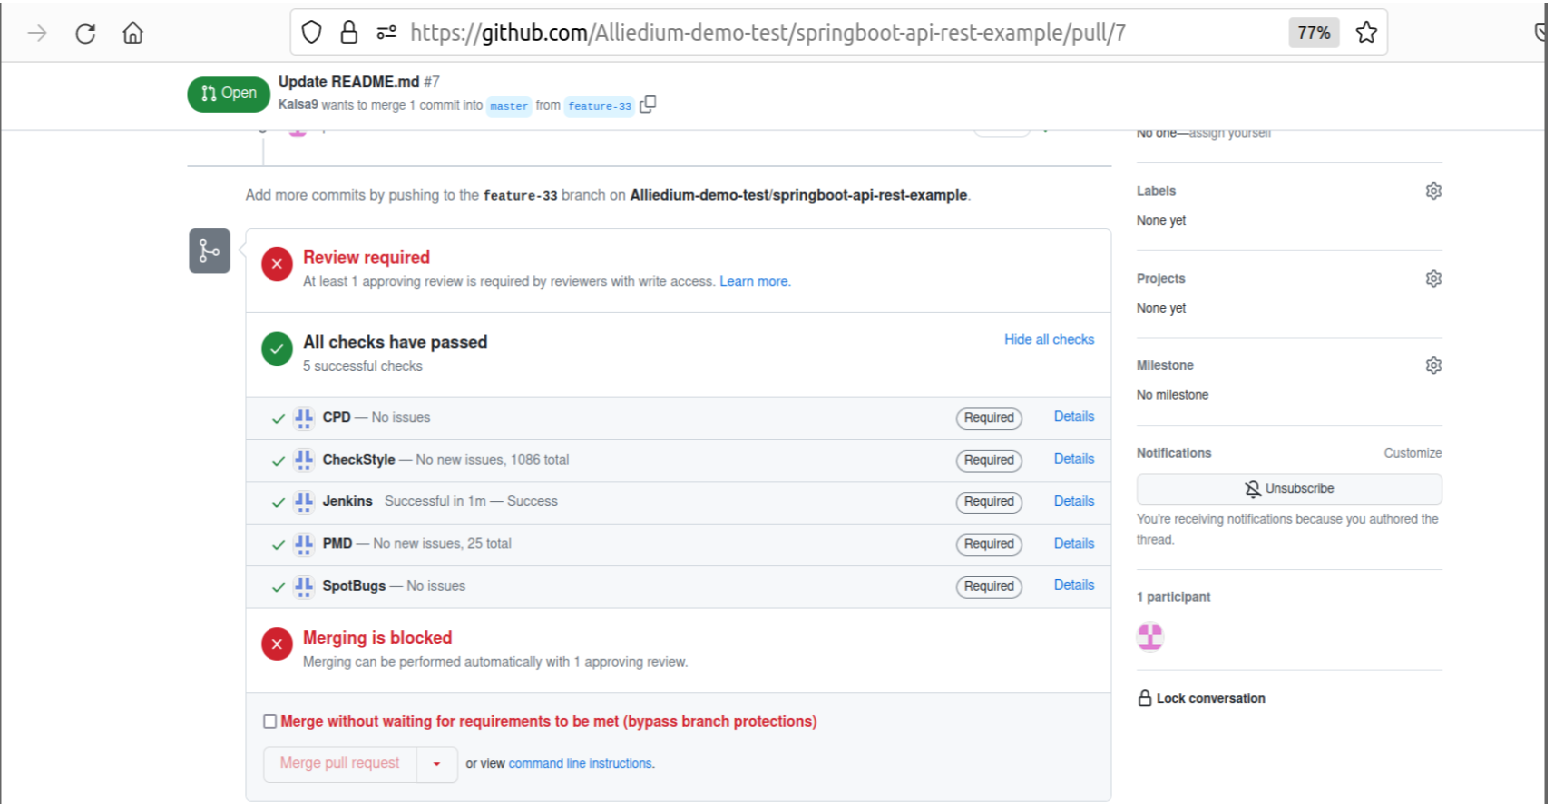 https://github.com/Alliedium-demo-test/springboot-api-rest-example/pull/7
77%
Open
Update README.md #7
Kalsa9 wants to merge 1 commit into master from feature-33
No one—assign yourself
Add more commits by pushing to the feature-33 branch on Alliedium-demo-test/springboot-api-rest-example.
Review required
At least 1 approving review is required by reviewers with write access. Learn more.
All checks have passed
5 successful checks
Hide all checks
CPD — No issues Required Details
CheckStyle — No new issues, 1086 total Required Details
Jenkins Successful in 1m — Success Required Details
PMD — No new issues, 25 total Required Details
SpotBugs — No issues Required Details
Merging is blocked
Merging can be performed automatically with 1 approving review.
Merge without waiting for requirements to be met (bypass branch protections)
Merge pull request or view command line instructions.
Labels
None yet
Projects
None yet
Milestone
No milestone
Notifications Customize
Unsubscribe
You're receiving notifications because you authored the
thread.
1 participant
Lock conversation